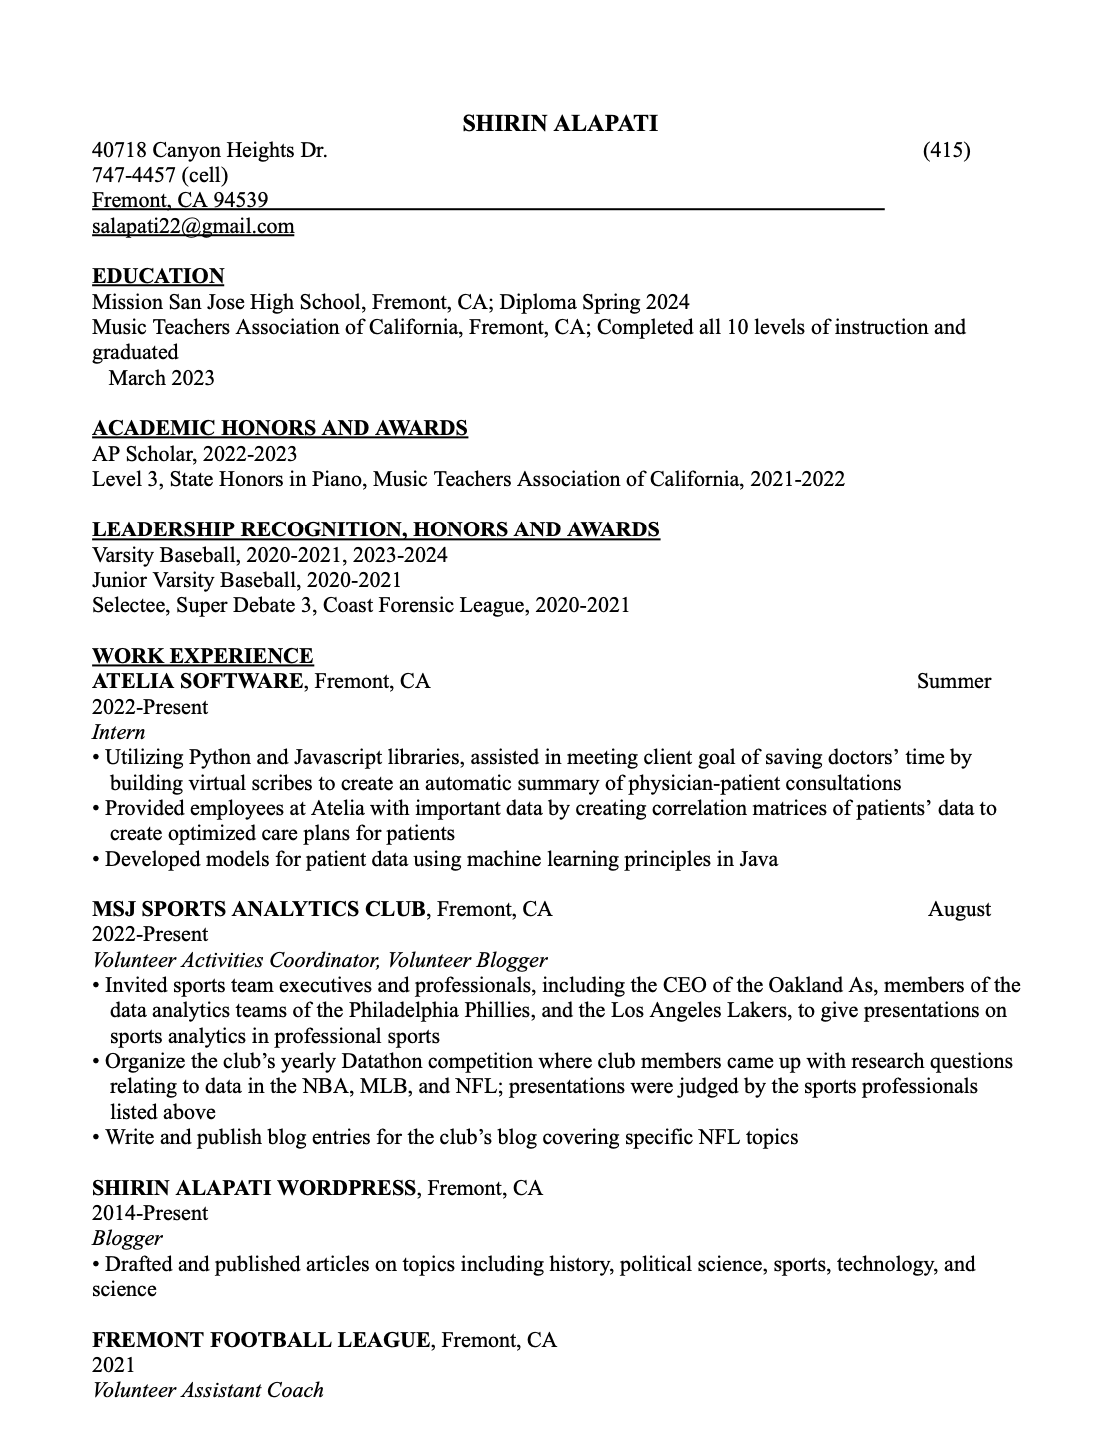 SHIRIN ALAPATI
40718 Canyon Heights Dr. (415)
747-4457 (cell)
Fremont, CA 94539
salapati22@gmail.com
EDUCATION
Mission San Jose High School, Fremont, CA; Diploma Spring 2024
Music Teachers Association of California, Fremont, CA; Completed all 10 levels of instruction and
graduated
March 2023
ACADEMIC HONORS AND AWARDS
AP Scholar, 2022-2023
Level 3, State Honors in Piano, Music Teachers Association of California, 2021-2022
LEADERSHIP RECOGNITION, HONORS AND AWARDS
Varsity Baseball, 2020-2021, 2023-2024
Junior Varsity Baseball, 2020-2021
Selectee, Super Debate 3, Coast Forensic League, 2020-2021
WORK EXPERIENCE
ATELIA SOFTWARE, Fremont, CA Summer
2022-Present
Intern
• Utilizing Python and Javascript libraries, assisted in meeting client goal of saving doctors’ time by
building virtual scribes to create an automatic summary of physician-patient consultations
• Provided employees at Atelia with important data by creating correlation matrices of patients’ data to
create optimized care plans for patients
• Developed models for patient data using machine learning principles in Java
MSJ SPORTS ANALYTICS CLUB, Fremont, CA August
2022-Present
Volunteer Activities Coordinator, Volunteer Blogger
• Invited sports team executives and professionals, including the CEO of the Oakland As, members of the
data analytics teams of the Philadelphia Phillies, and the Los Angeles Lakers, to give presentations on
sports analytics in professional sports
• Organize the club’s yearly Datathon competition where club members came up with research questions
relating to data in the NBA, MLB, and NFL; presentations were judged by the sports professionals
listed above
• Write and publish blog entries for the club’s blog covering specific NFL topics
SHIRIN ALAPATI WORDPRESS, Fremont, CA
2014-Present
Blogger
• Drafted and published articles on topics including history, political science, sports, technology, and
science
FREMONT FOOTBALL LEAGUE, Fremont, CA
2021
Volunteer Assistant Coach